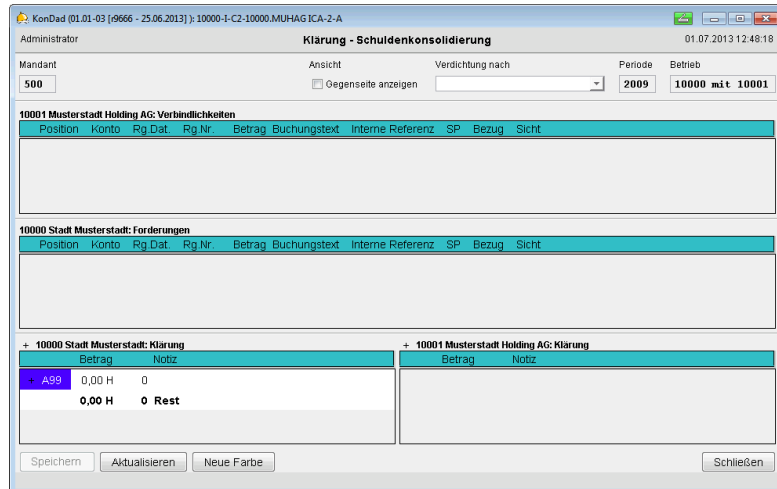 KonDad (01.01-03 [r9666 - 25.06.2013] ): 10000-I-C2-10000.MUHAG ICA-2-A
Administrator Klärung - Schuldenkonsolidierung 01.07.2013 12:48:18
Mandant Ansicht Verdichtung nach Periode Betrieb
500 Gegenseite anzeigen 2009 10000 mit 10001
10001 Musterstadt Holding AG: Verbindlichkeiten
Position Konto Rg.Dat. Rg.Nr. Betrag Buchungstext Interne Referenz SP Bezug Sicht
10000 Stadt Musterstadt: Forderungen
Position Konto Rg.Dat. Rg.Nr. Betrag Buchungstext Interne Referenz SP Bezug Sicht
+ 10000 Stadt Musterstadt: Klärung + 10001 Musterstadt Holding AG: Klärung
Betrag Notiz Betrag Notiz
+ A99 0,00 H 0
0,00 H 0 Rest
Speichern Aktualisieren Neue Farbe Schließen